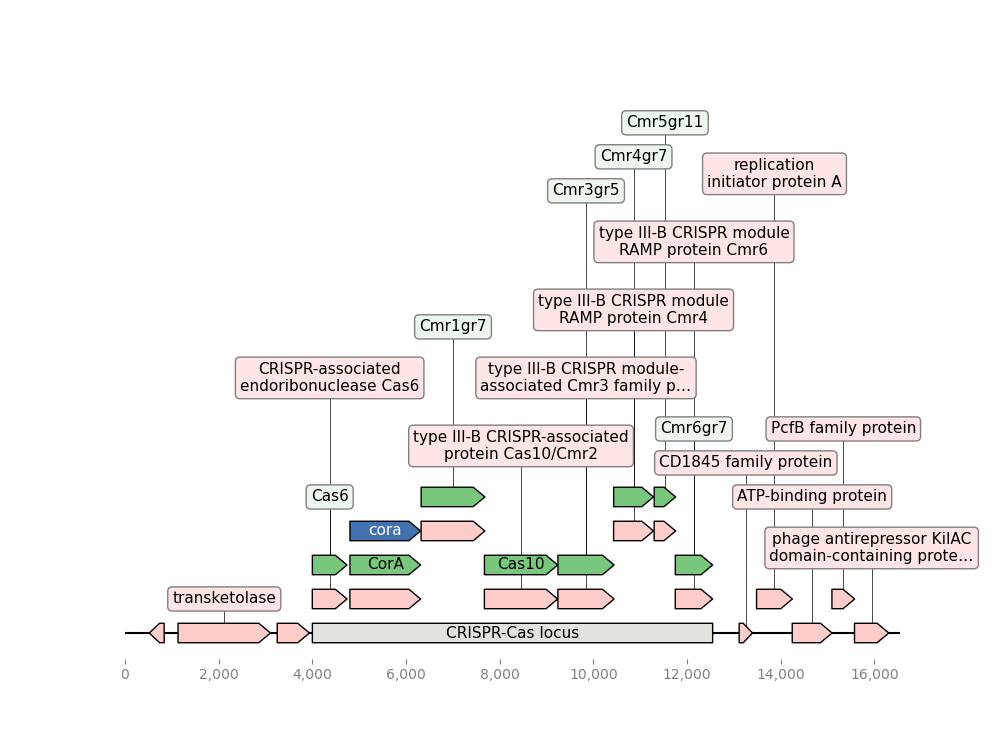 Cmr5gr11
Cmr4gr7
replication
initiator protein A
Cmr3gr5
type III-B CRISPR module
RAMP protein Cmr6
type III-B CRISPR module
RAMP protein Cmr4
Cmr1gr7
CRISPR-associated
endoribonuclease Cas6
type III-B CRISPR module-
associated Cmr3 family p…
Cmr6gr7
PcfB family protein
type III-B CRISPR-associated
protein Cas10/Cmr2
CD1845 family protein
Cas6
ATP-binding protein
cora
phage antirepressor KilAC
domain-containing prote…
CorA
Cas10
transketolase
CRISPR-Cas locus
0
2,000
4,000
6,000
8,000
10,000
12,000
14,000
16,000